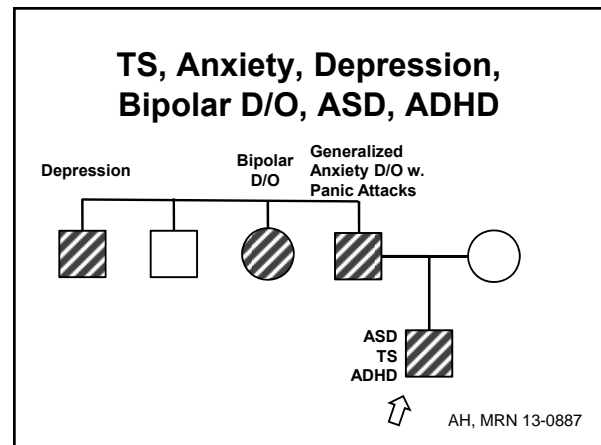 TS, Anxiety, Depression,
Bipolar D/O, ASD, ADHD
Depression
Bipolar
D/O
Generalized
Anxiety D/O w.
Panic Attacks
ASD
TS
ADHD
AH, MRN 13-0887